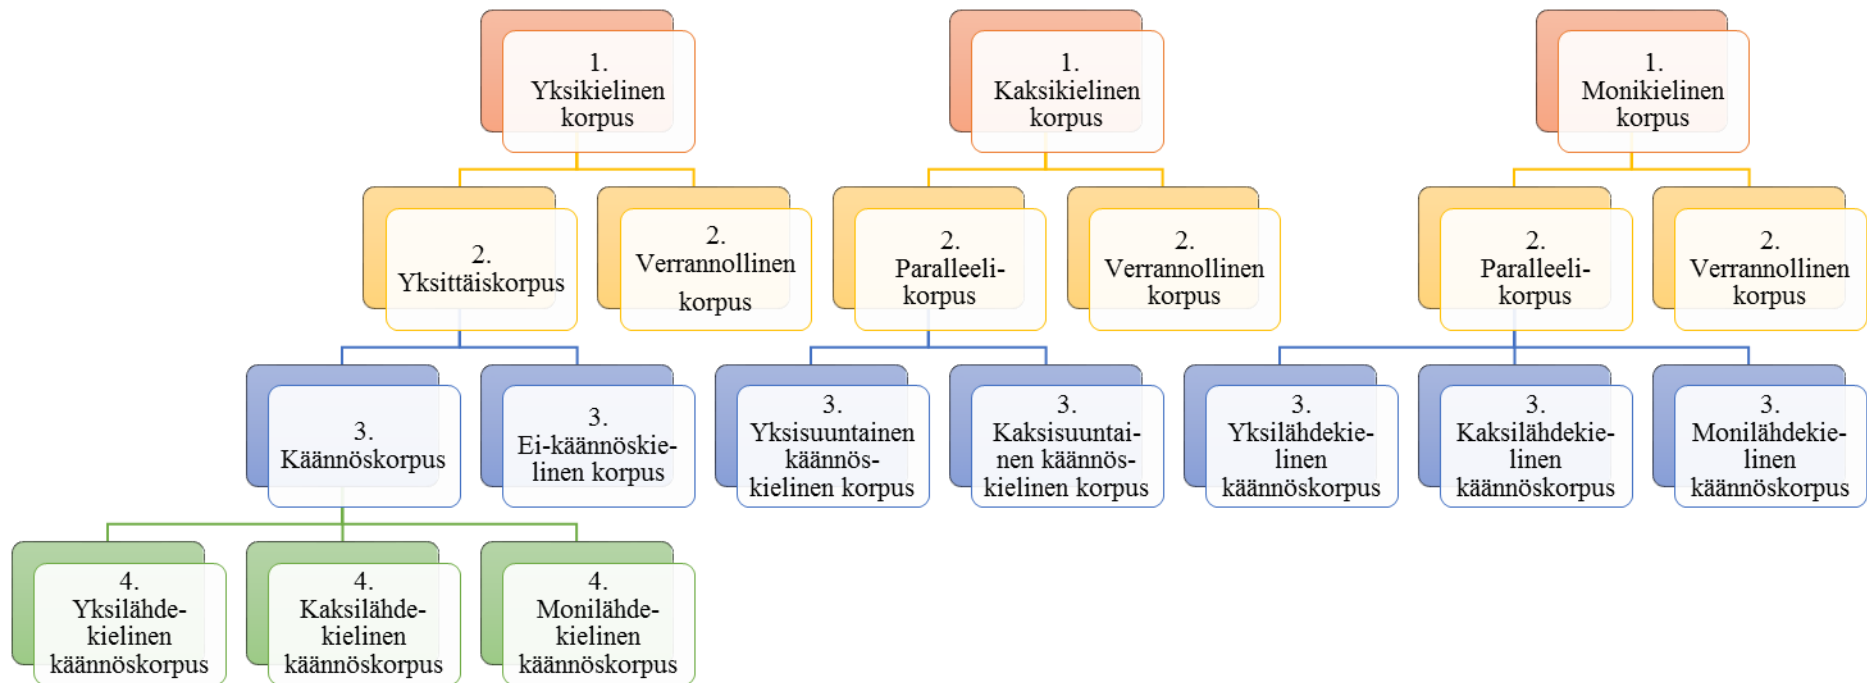 1.
Yksikielinen
korpus
1.
Kaksikielinen
korpus
1.
Monikielinen
korpus
2.
Yksittäiskorpus
2.
Verrannollinen
korpus
2.
Paralleeli-
korpus
2.
Verrannollinen
korpus
2.
Paralleeli-
korpus
2.
Verrannollinen
korpus
3.
Käännöskorpus
3.
Ei-käännöskie-
linen korpus
3.
Yksisuuntainen
käännös-
kielinen korpus
3.
Kaksisuuntai-
nen käännös-
kielinen korpus
3.
Yksilähdekie-
linen
käännöskorpus
3.
Kaksilähdekie-
linen
käännöskorpus
3.
Monilähdekie-
linen
käännöskorpus
4.
Yksilähde-
kielinen
käännöskorpus
4.
Kaksilähde-
kielinen
käännöskorpus
4.
Monilähde-
kielinen
käännöskorpus